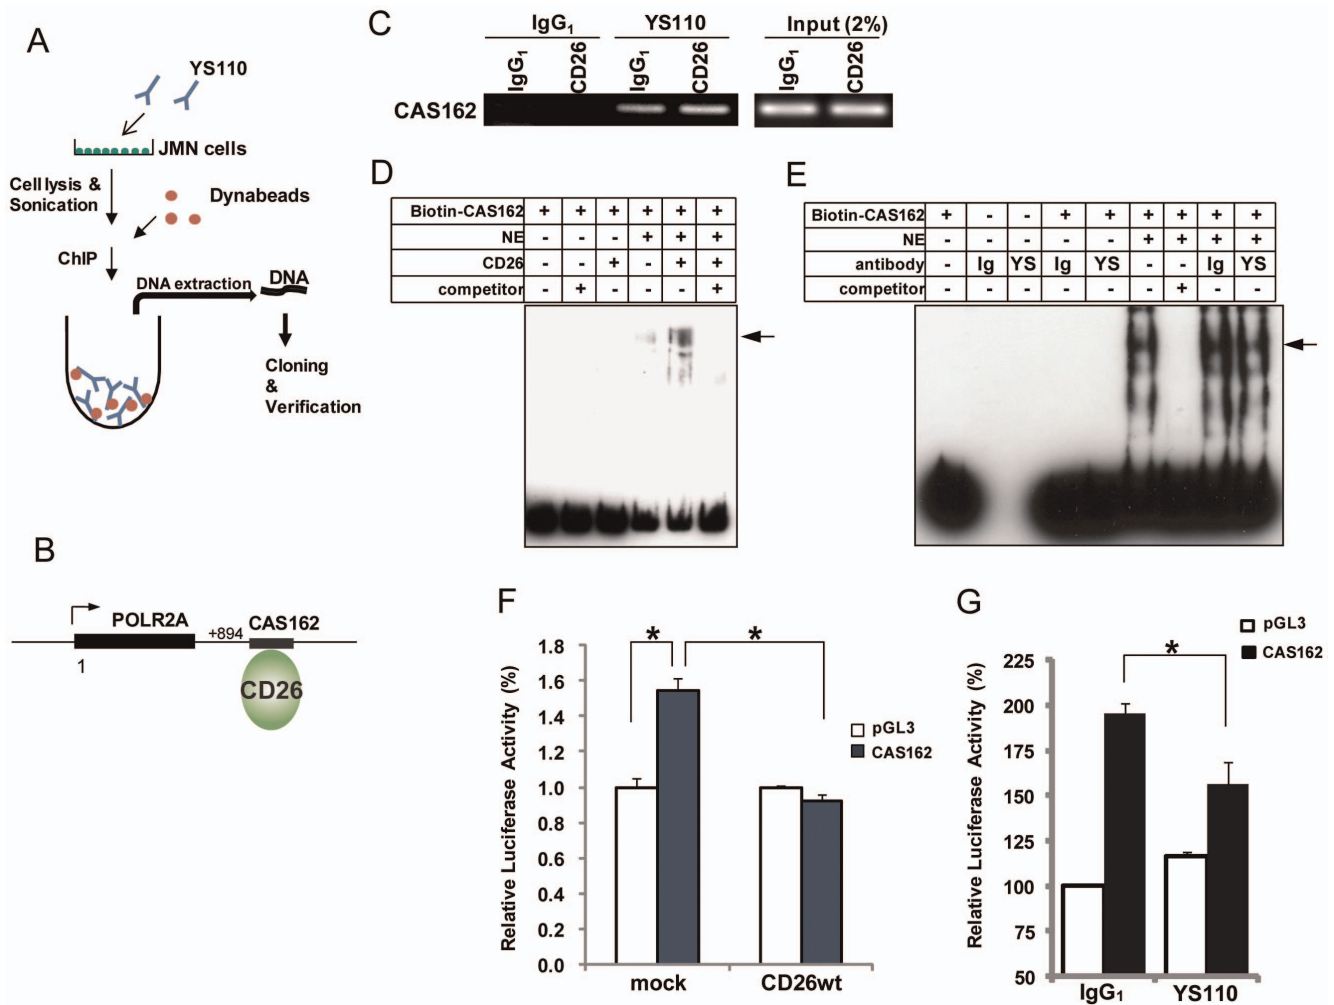 A
YS110
JMN cells
Cell lysis &
Sonication
Dynabeads
ChIP
DNA extraction
DNA
Cloning
&
Verification
B
POLR2A
+894
CAS162
1
CD26
C
IgG1
YS110
Input (2%)
IgG1
CD26
IgG1
CD26
IgG1
CD26
CAS162
D
Biotin-CAS162 + + + + + +
NE - - - + + +
CD26 - - + - + +
competitor - + - - - +
E
Biotin-CAS162 + - - + + + + + +
NE - - - - - + + + +
antibody - Ig YS Ig YS - - Ig YS
competitor - - - - - - + - -
F
Relative Luciferase Activity (%)
1.8
1.6
1.4
1.2
1.0
0.8
0.6
0.4
0.2
0.0
* *
pGL3
CAS162
mock
CD26wt
G
pGL3
CAS162
Relative Luciferase Activity (%)
225
200
175
150
125
100
75
50
*
IgG1
YS110